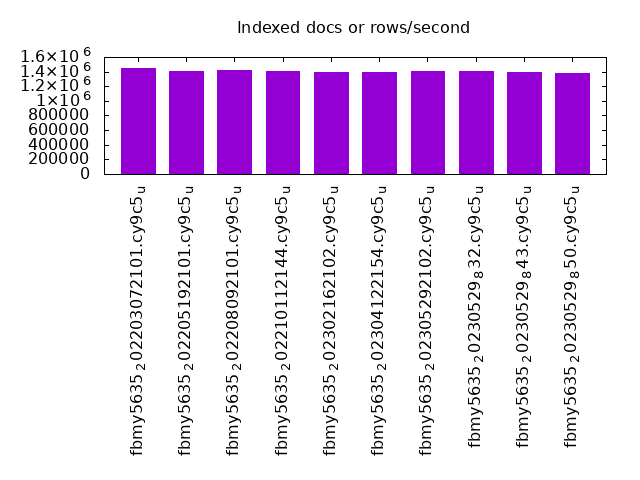 Indexed docs or rows/second
1.6×10⁶
1.4×10⁶
1.2×10⁶
1×10⁶
800000
600000
400000
200000
0
fbmy5635₂02203072101.cy9c5ᵤ
fbmy5635₂02205192101.cy9c5ᵤ
fbmy5635₂02208092101.cy9c5ᵤ
fbmy5635₂02210112144.cy9c5ᵤ
fbmy5635₂02302162102.cy9c5ᵤ
fbmy5635₂02304122154.cy9c5ᵤ
fbmy5635₂02305292102.cy9c5ᵤ
fbmy5635₂0230529₈32.cy9c5ᵤ
fbmy5635₂0230529₈43.cy9c5ᵤ
fbmy5635₂0230529₈50.cy9c5ᵤ